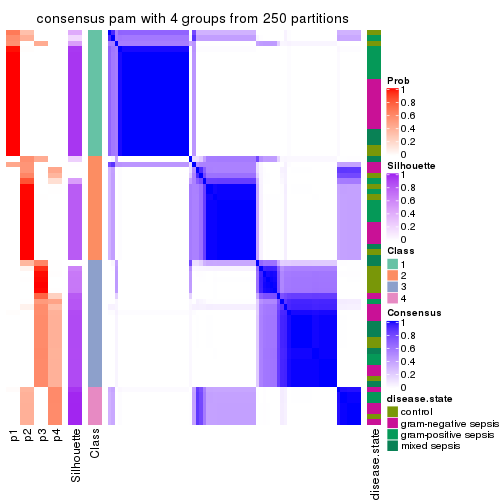 consensus pam with 4 groups from 250 partitions
Prob
1
0.8
0.6
0.4
0.2
0
Silhouette
1
0.8
0.6
0.4
0.2
0
Class
1
2
3
4
Consensus
1
0.8
0.6
0.4
0.2
0
disease.state
control
gram-negative sepsis
gram-positive sepsis
mixed sepsis
p1
p2
p3
p4
Silhouette
Class
disease.state